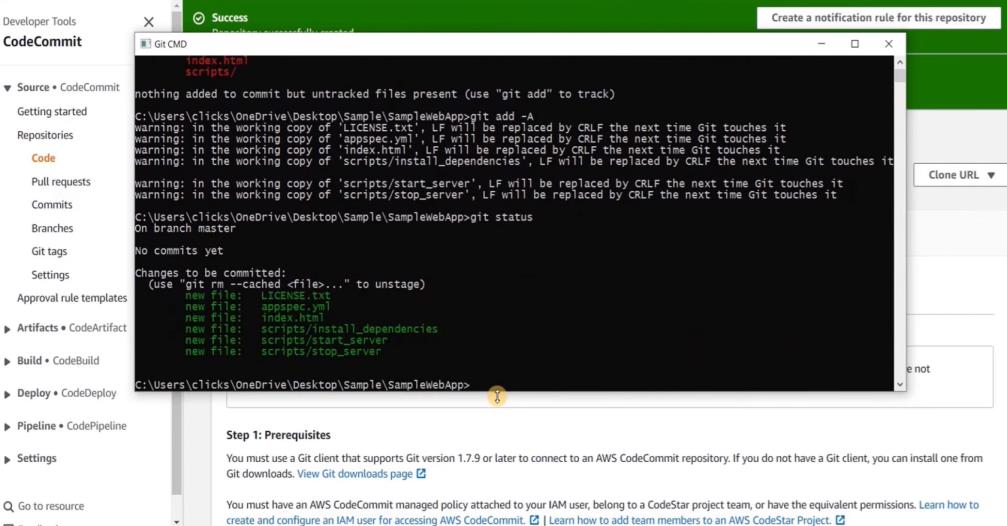 Developer Tools
CodeCommit
Source • CodeCommit
Getting started
Repositories
Code
Pull requests
Commits
Branches
Git tags
Settings
Approval rule templates
Artifacts • CodeArtifact
Build • CodeBuild
Deploy • CodeDeploy
Pipeline • CodePipeline
Settings
Go to resource
Success
Repository successfully created
Create a notification rule for this repository
Git CMD
index.html
scripts/
nothing added to commit but untracked files present (use "git add" to track)
C:\Users\clicks\OneDrive\Desktop\Sample\SampleWebApp>git add -A
warning: in the working copy of 'LICENSE.txt', LF will be replaced by CRLF the next time Git touches it
warning: in the working copy of 'appspec.yml', LF will be replaced by CRLF the next time Git touches it
warning: in the working copy of 'index.html', LF will be replaced by CRLF the next time Git touches it
warning: in the working copy of 'scripts/install_dependencies', LF will be replaced by CRLF the next time Git touches it
warning: in the working copy of 'scripts/start_server', LF will be replaced by CRLF the next time Git touches it
warning: in the working copy of 'scripts/stop_server', LF will be replaced by CRLF the next time Git touches it
C:\Users\clicks\OneDrive\Desktop\Sample\SampleWebApp>git status
On branch master
No commits yet
Changes to be committed:
(use "git rm --cached <file>..." to unstage)
new file: LICENSE.txt
new file: appspec.yml
new file: index.html
new file: scripts/install_dependencies
new file: scripts/start_server
new file: scripts/stop_server
C:\Users\clicks\OneDrive\Desktop\Sample\SampleWebApp>
Clone URL
re not
Step 1: Prerequisites
You must use a Git client that supports Git version 1.7.9 or later to connect to an AWS CodeCommit repository. If you do not have a Git client, you can install one from
Git downloads. View Git downloads page
You must have an AWS CodeCommit managed policy attached to your IAM user, belong to a CodeStar project team, or have the equivalent permissions. Learn how to
create and configure an IAM user for accessing AWS CodeCommit. | Learn how to add team members to an AWS CodeStar Project.